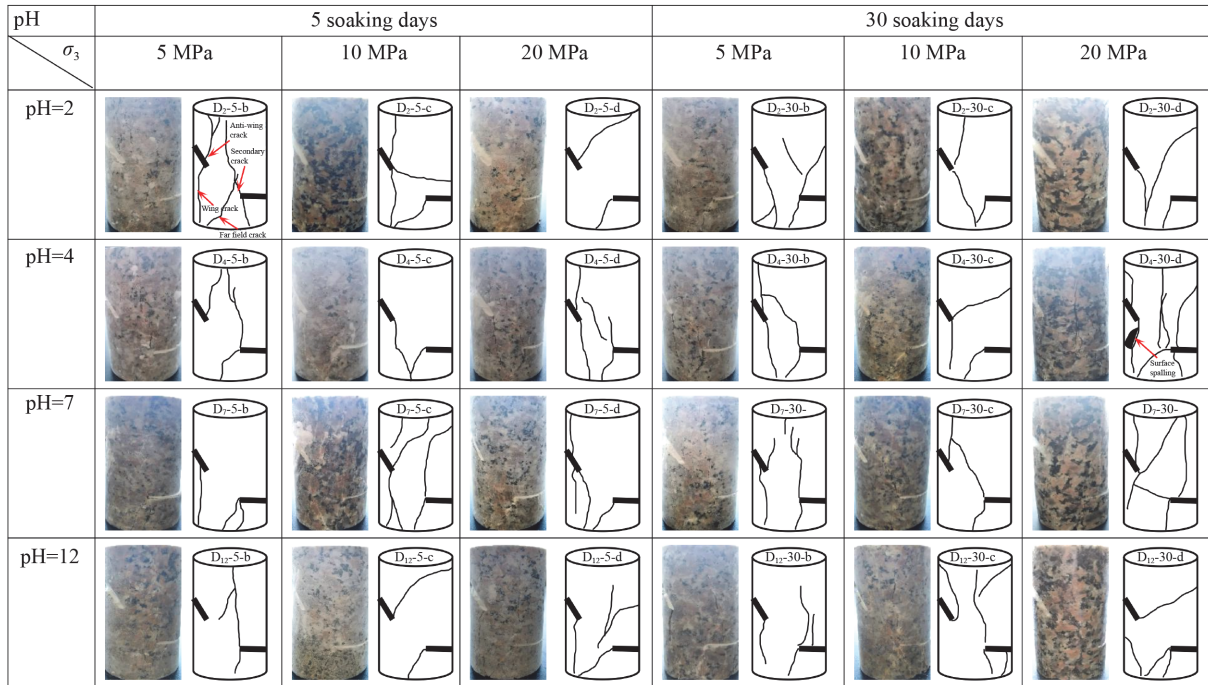 pH 5 soaking days 30 soaking days
σ₃ 5 MPa 10 MPa 20 MPa 5 MPa 10 MPa 20 MPa
pH=2
D₂-5-b D₂-5-c D₂-5-d D₂-30-b D₂-30-c D₂-30-d
Anti-wing
crack
Secondary
crack
Wing crack
Far field crack
pH=4
D₄-5-b D₄-5-c D₄-5-d D₄-30-b D₄-30-c D₄-30-d
Surface
spalling
pH=7
D₇-5-b D₇-5-c D₇-5-d D₇-30- D₇-30-c D₇-30-
pH=12
D₁₂-5-b D₁₂-5-c D₁₂-5-d D₁₂-30-b D₁₂-30-c D₁₂-30-d